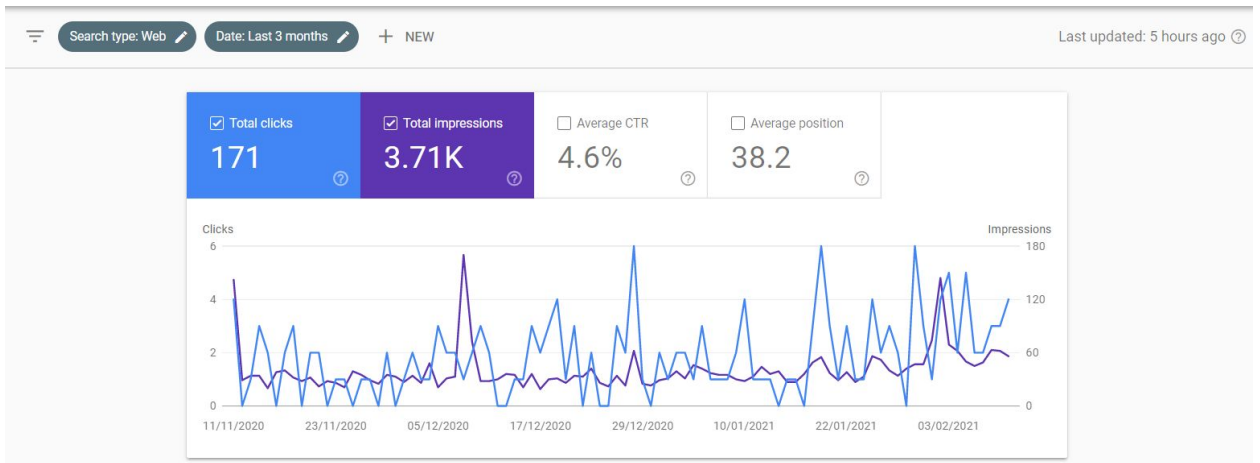 Search type: Web
Date: Last 3 months
+ NEW
Last updated: 5 hours ago
Total clicks
171
Total impressions
3.71K
Average CTR
4.6%
Average position
38.2
Clicks
Impressions
6
180
4
120
2
60
0
0
11/11/2020 23/11/2020 05/12/2020 17/12/2020 29/12/2020 10/01/2021 22/01/2021 03/02/2021